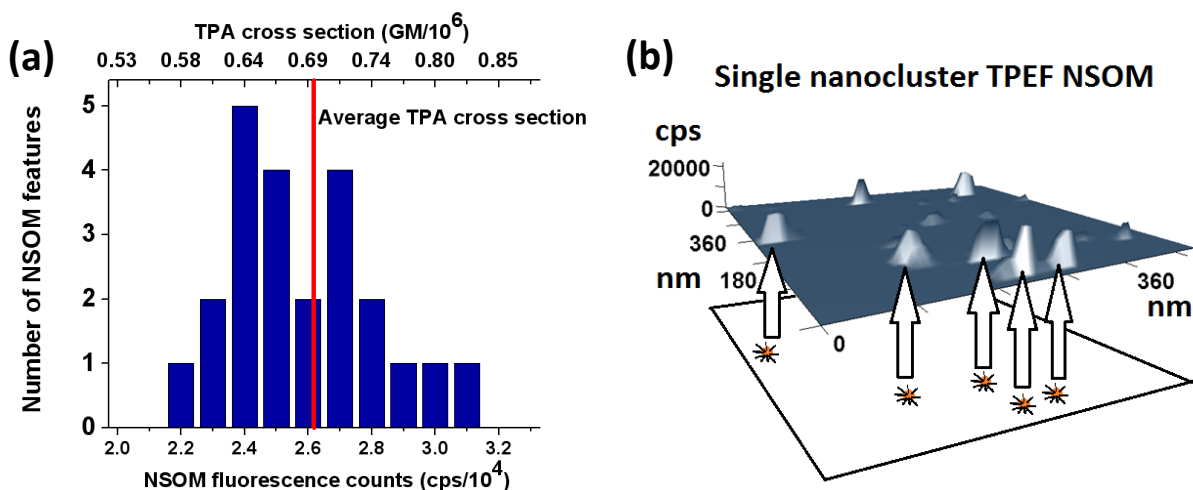 (a)
TPA cross section (GM/10^6)
0.53 0.58 0.64 0.69 0.74 0.80 0.85
Average TPA cross section
Number of NSOM features
5
4
3
2
1
0
2.0 2.2 2.4 2.6 2.8 3.0 3.2
NSOM fluorescence counts (cps/10^4)
(b)
Single nanocluster TPEF NSOM
cps
20000
0
360
nm
180
0
360
nm